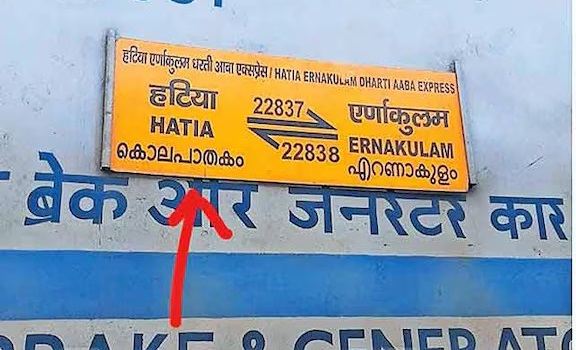 हटिया एर्णाकुलम धरती आबा एक्सप्रेस / HATIA ERNAKULAM DHARTI AABA EXPRESS
हटिया 22837 एर्णाकुलम
HATIA ERNAKULAM
കൊലപാതകം 22838 എറണാകുളം
ब्रेक और जनरेटर कार
BRAKE & GENERATO